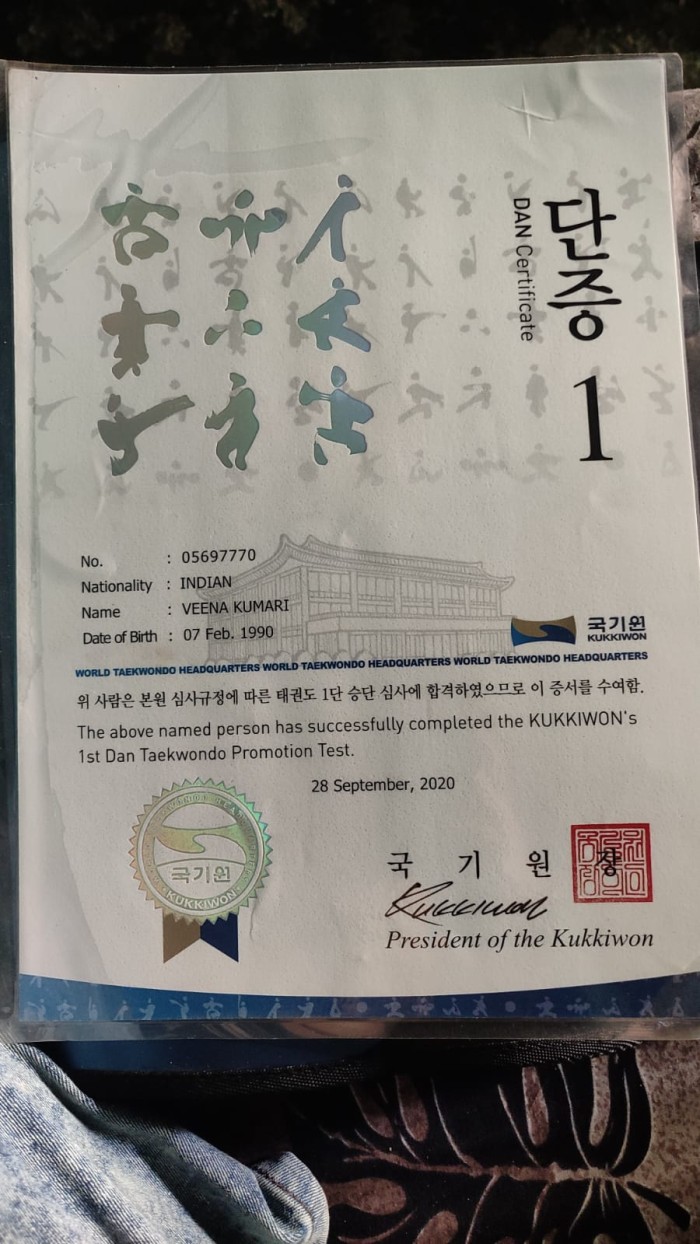 단증
DAN Certificate
1
No. : 05697770
Nationality : INDIAN
Name : VEENA KUMARI
Date of Birth : 07 Feb. 1990
국기원
KUKKIWON
WORLD TAEKWONDO HEADQUARTERS WORLD TAEKWONDO HEADQUARTERS WORLD TAEKWONDO HEADQUARTERS
위 사람은 본원 심사규정에 따른 태권도 1단 승단 심사에 합격하였으므로 이 증서를 수여함.
The above named person has successfully completed the KUKKIWON's
1st Dan Taekwondo Promotion Test.
28 September, 2020
국기원
KUKKIWON
국 기 원 장
Kukkiwon
President of the Kukkiwon